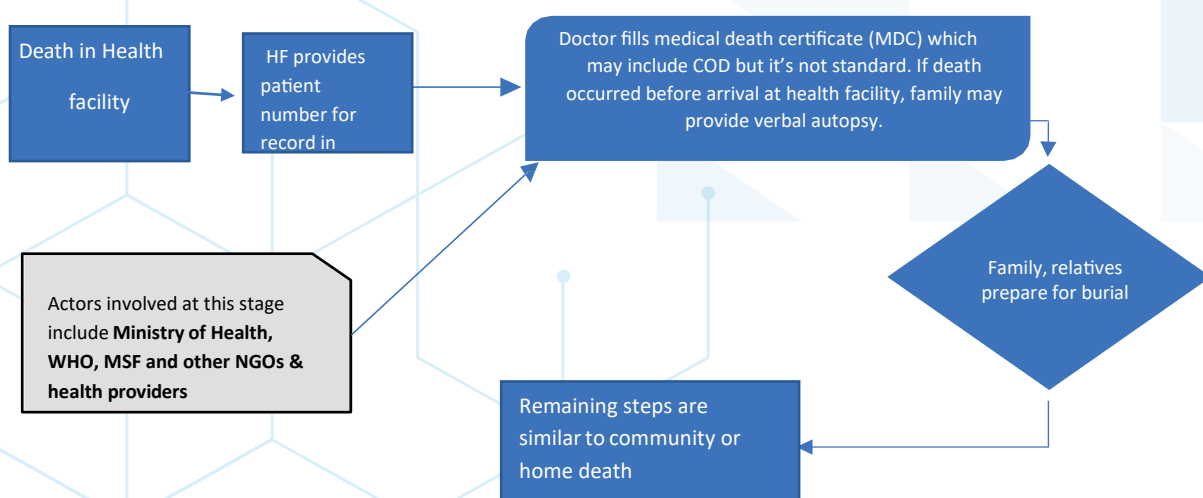 Death in Health
facility
HF provides
patient
number for
record in
Doctor fills medical death certificate (MDC) which
may include COD but it’s not standard. If death
occurred before arrival at health facility, family may
provide verbal autopsy.
Actors involved at this stage
include Ministry of Health,
WHO, MSF and other NGOs &
health providers
Family, relatives
prepare for burial
Remaining steps are
similar to community or
home death